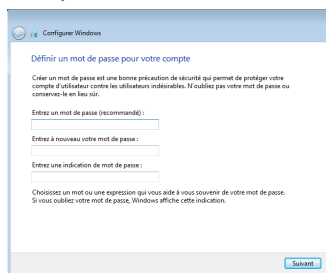 Configurer Windows
Définir un mot de passe pour votre compte
Créer un mot de passe est une bonne précaution de sécurité qui permet de protéger votre
compte d'utilisateur contre les utilisateurs indésirables. N'oubliez pas votre mot de passe ou
conservez-le en lieu sûr.
Entrez un mot de passe (recommandé) :
Entrez à nouveau votre mot de passe :
Entrez une indication de mot de passe :
Choisissez un mot ou une expression qui vous aide à vous souvenir de votre mot de passe.
Si vous oubliez votre mot de passe, Windows affiche cette indication.
Suivant